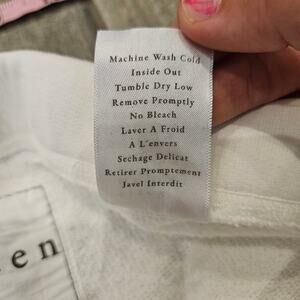 Machine Wash Cold
Inside Out
Tumble Dry Low
Remove Promptly
No Bleach
Laver A Froid
A L'envers
Sechage Delicat
Retirer Promptement
Javel Interdit
en